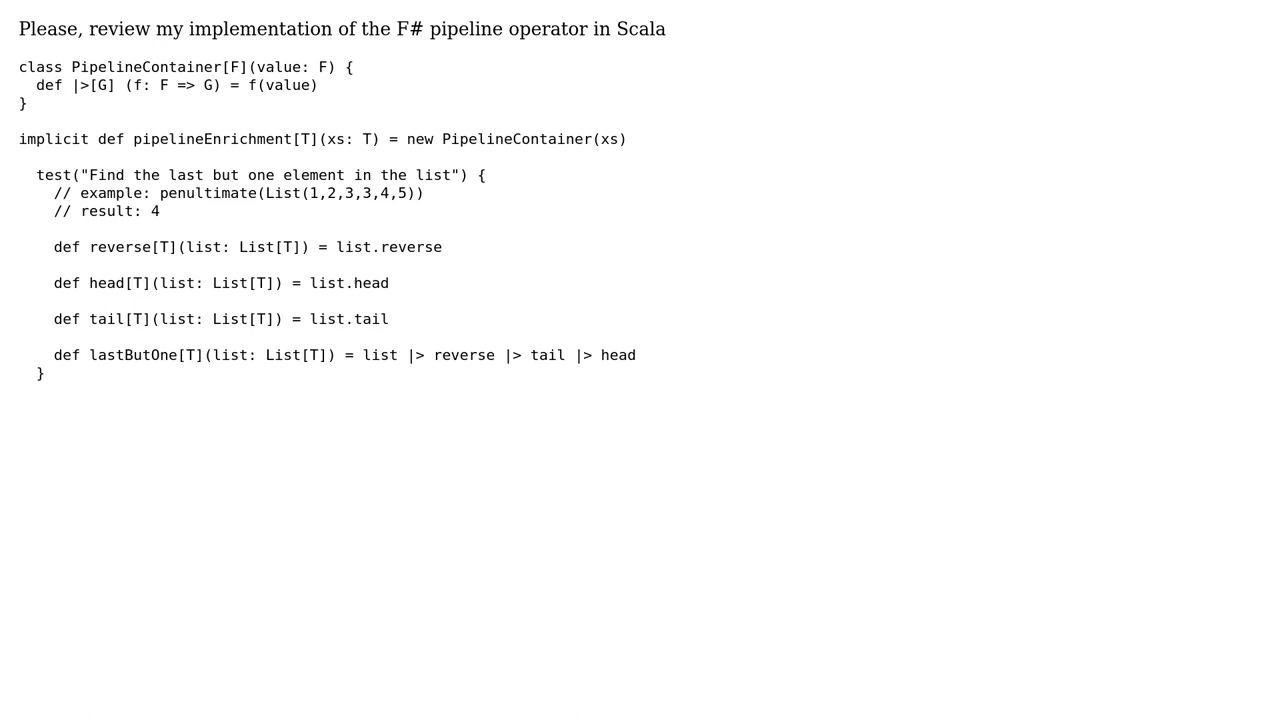 Please, review my implementation of the F# pipeline operator in Scala
class PipelineContainer[F](value: F) {
  def |>[G] (f: F => G) = f(value)
}
implicit def pipelineEnrichment[T](xs: T) = new PipelineContainer(xs)
  test("Find the last but one element in the list") {
    // example: penultimate(List(1,2,3,3,4,5))
    // result: 4
    def reverse[T](list: List[T]) = list.reverse
    def head[T](list: List[T]) = list.head
    def tail[T](list: List[T]) = list.tail
    def lastButOne[T](list: List[T]) = list |> reverse |> tail |> head
  }